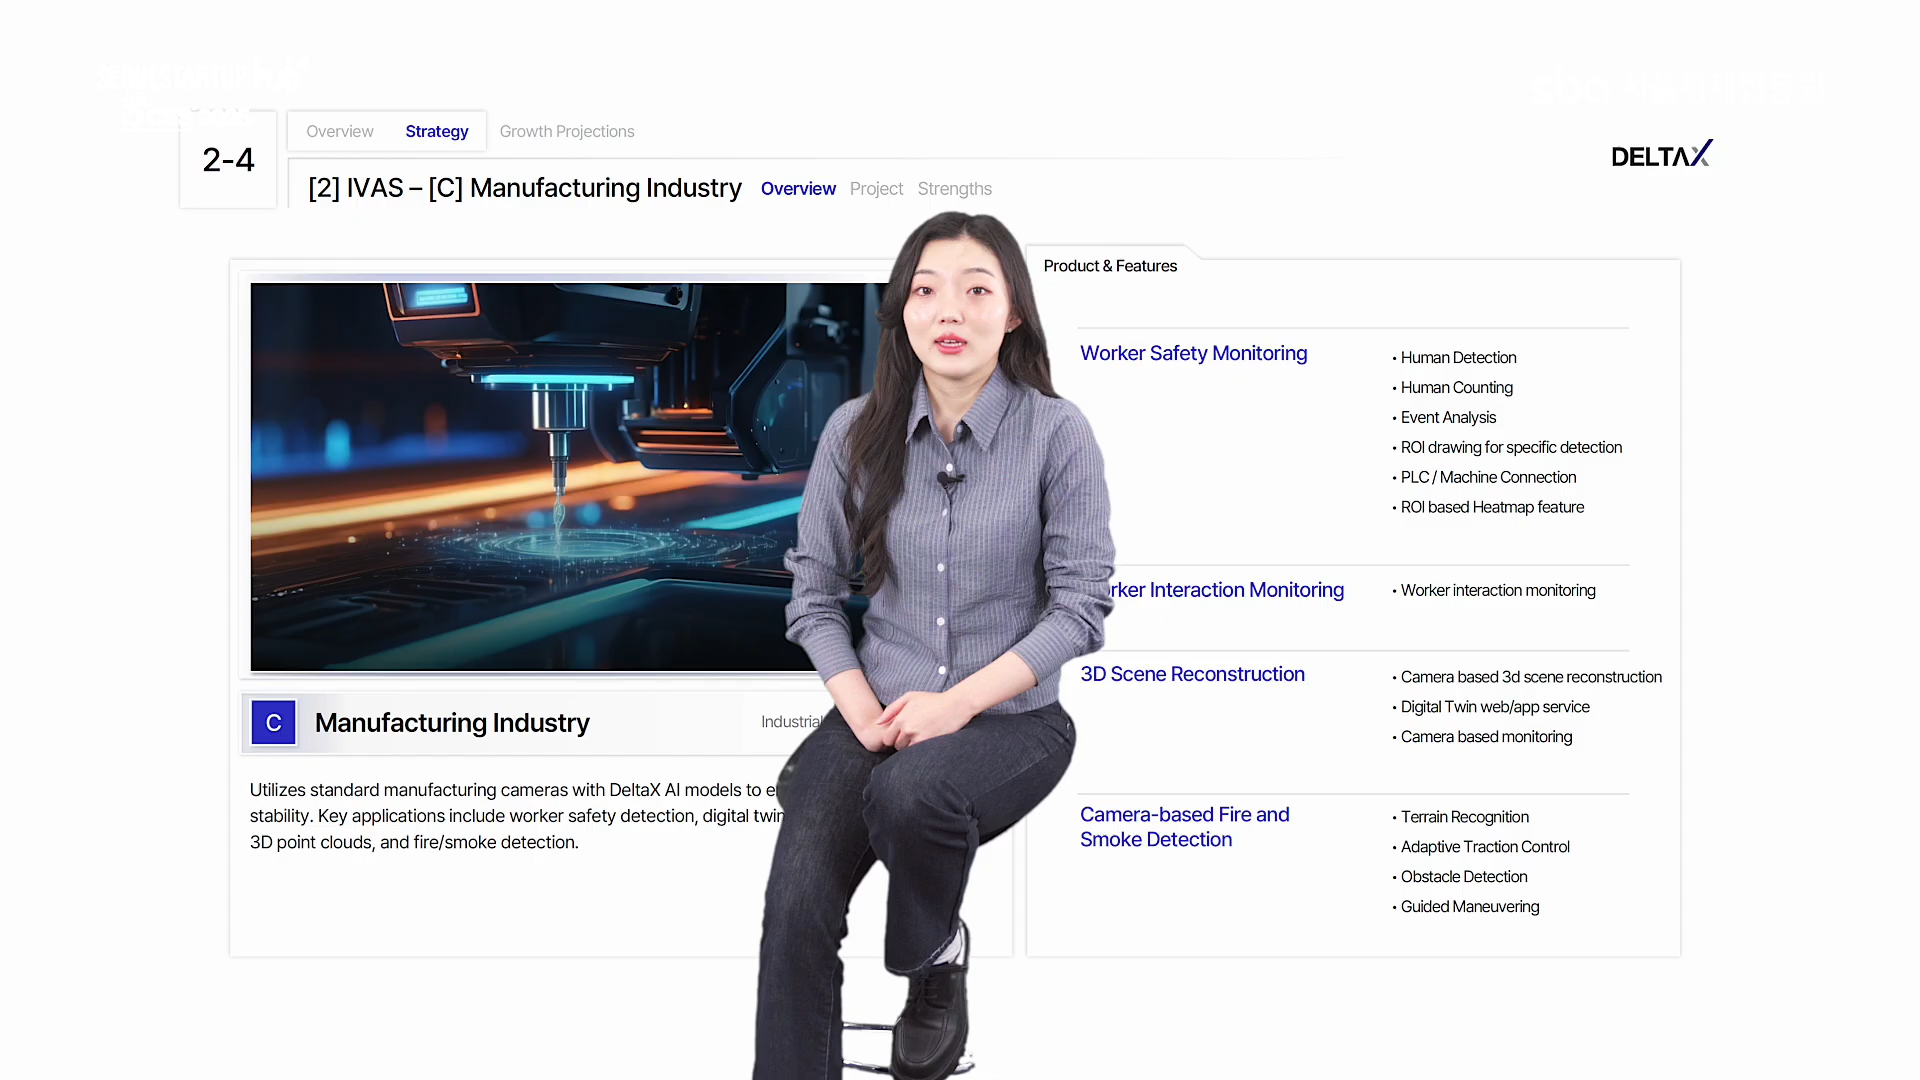 2-4
Overview Strategy Growth Projections
[2] IVAS – [C] Manufacturing Industry Overview Project Strengths
DELTAX
C Manufacturing Industry Industrial
Utilizes standard manufacturing cameras with DeltaX AI models to
stability. Key applications include worker safety detection, digital twin
3D point clouds, and fire/smoke detection.
Product & Features
Worker Safety Monitoring
• Human Detection
• Human Counting
• Event Analysis
• ROI drawing for specific detection
• PLC / Machine Connection
• ROI based Heatmap feature
Interaction Monitoring
• Worker interaction monitoring
3D Scene Reconstruction
• Camera based 3d scene reconstruction
• Digital Twin web/app service
• Camera based monitoring
Camera-based Fire and
Smoke Detection
• Terrain Recognition
• Adaptive Traction Control
• Obstacle Detection
• Guided Maneuvering